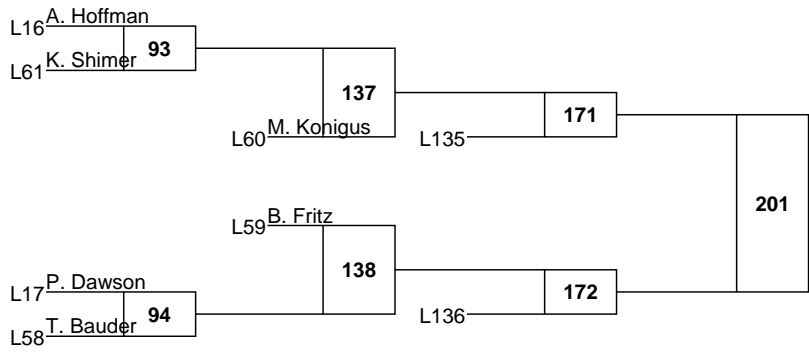 L16 A. Hoffman
93
L61 K. Shimer
137
L60 M. Konigus
171
L135
201
L59 B. Fritz
138
L17 P. Dawson
94
L58 T. Bauder
172
L136